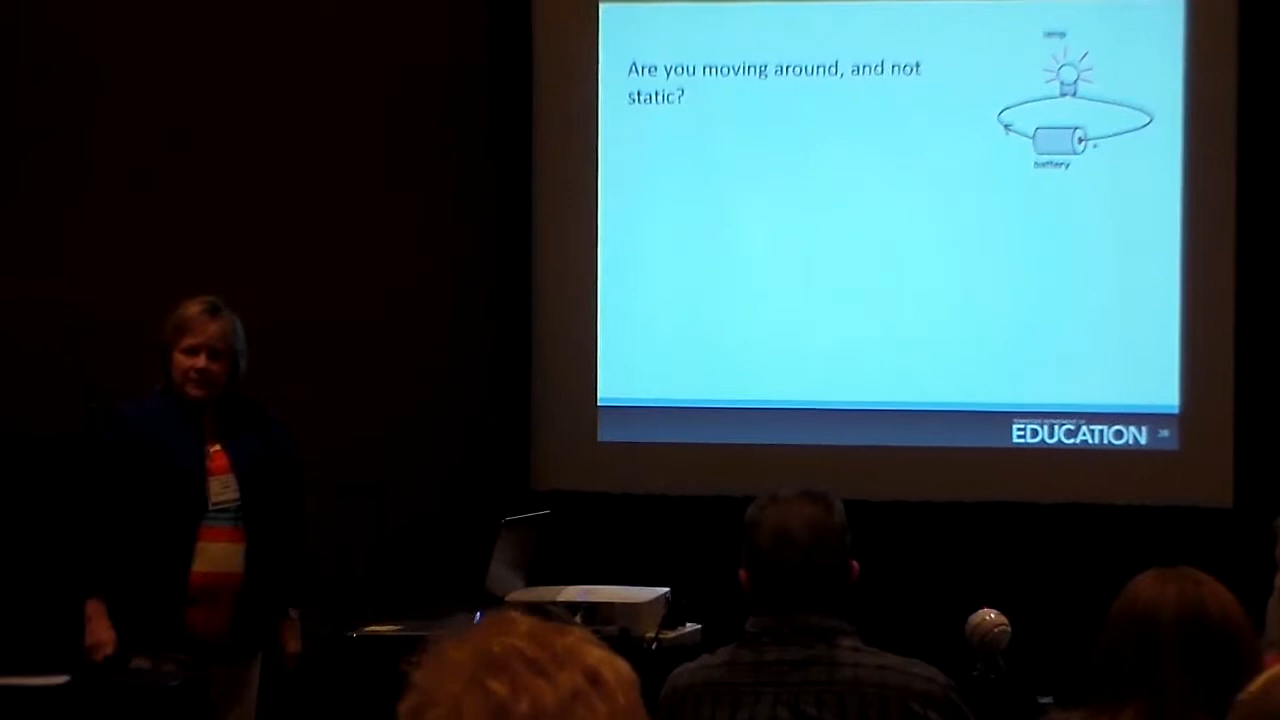 lamp
Are you moving around, and not
static?
battery
EDUCATION